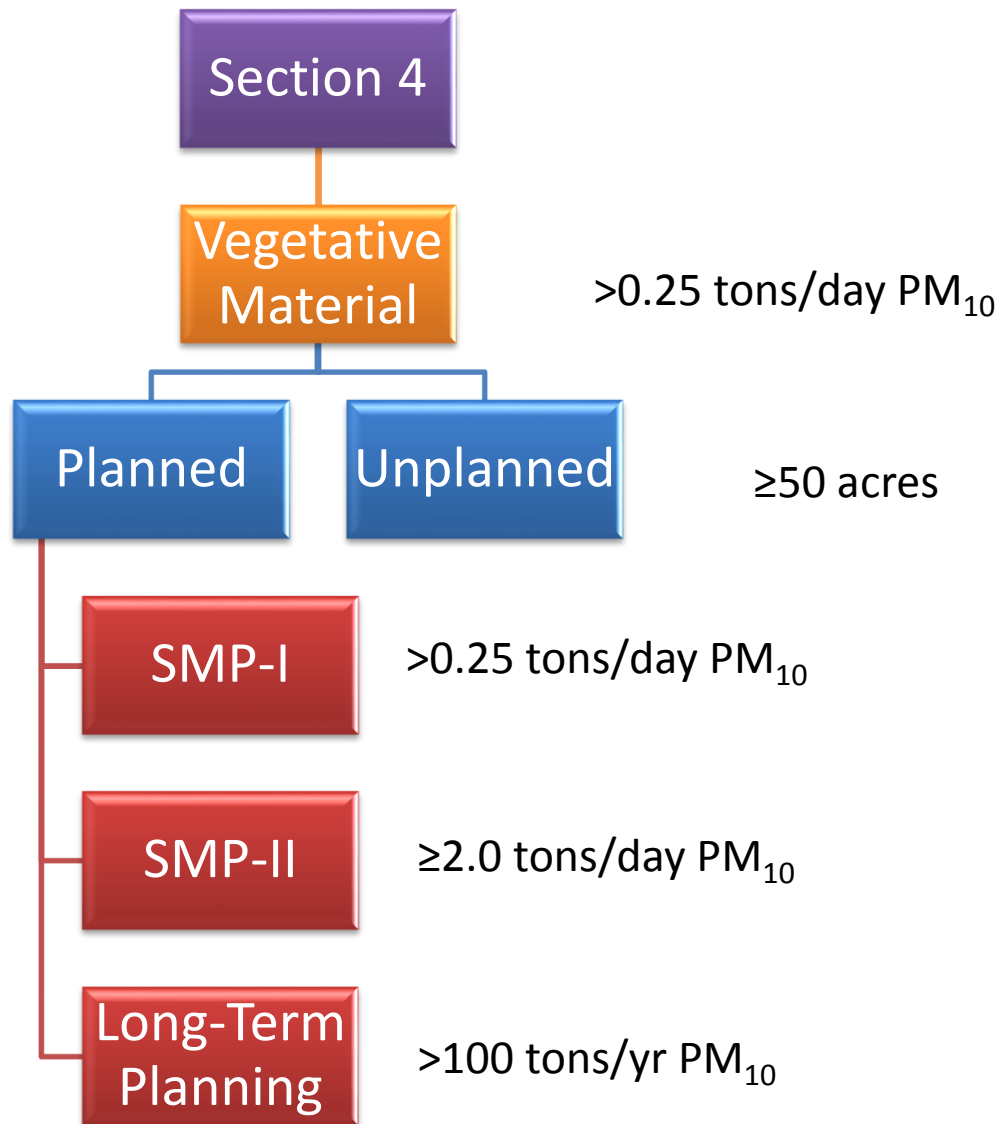 Section 4
Vegetative
Material
>0.25 tons/day PM₁₀
Planned
Unplanned
≥50 acres
SMP-I
>0.25 tons/day PM₁₀
SMP-II
≥2.0 tons/day PM₁₀
Long-Term
Planning
>100 tons/yr PM₁₀